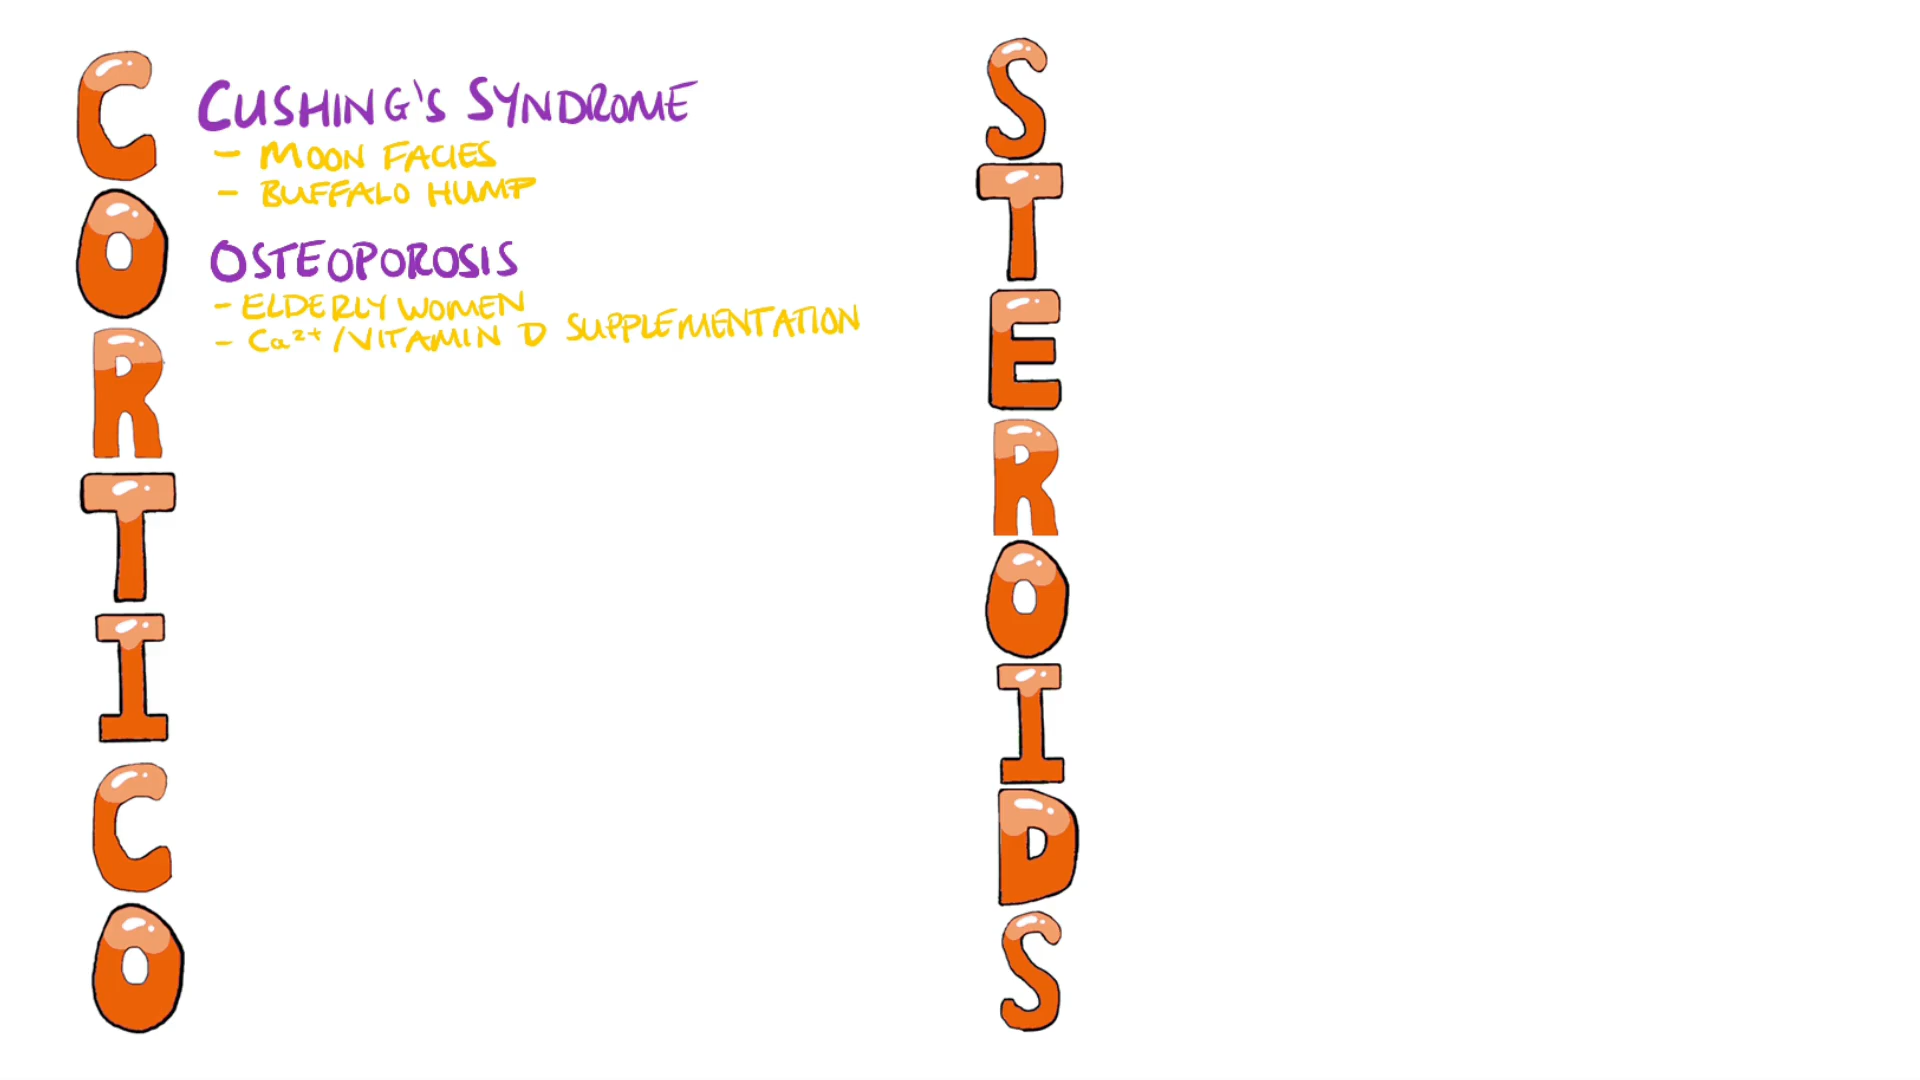 CORTICO
CUSHING'S SYNDROME
- MOON FACIES
- BUFFALO HUMP
OSTEOPOROSIS
- ELDERLY WOMEN
- Ca²⁺/VITAMIN D SUPPLEMENTATION
STEROIDS